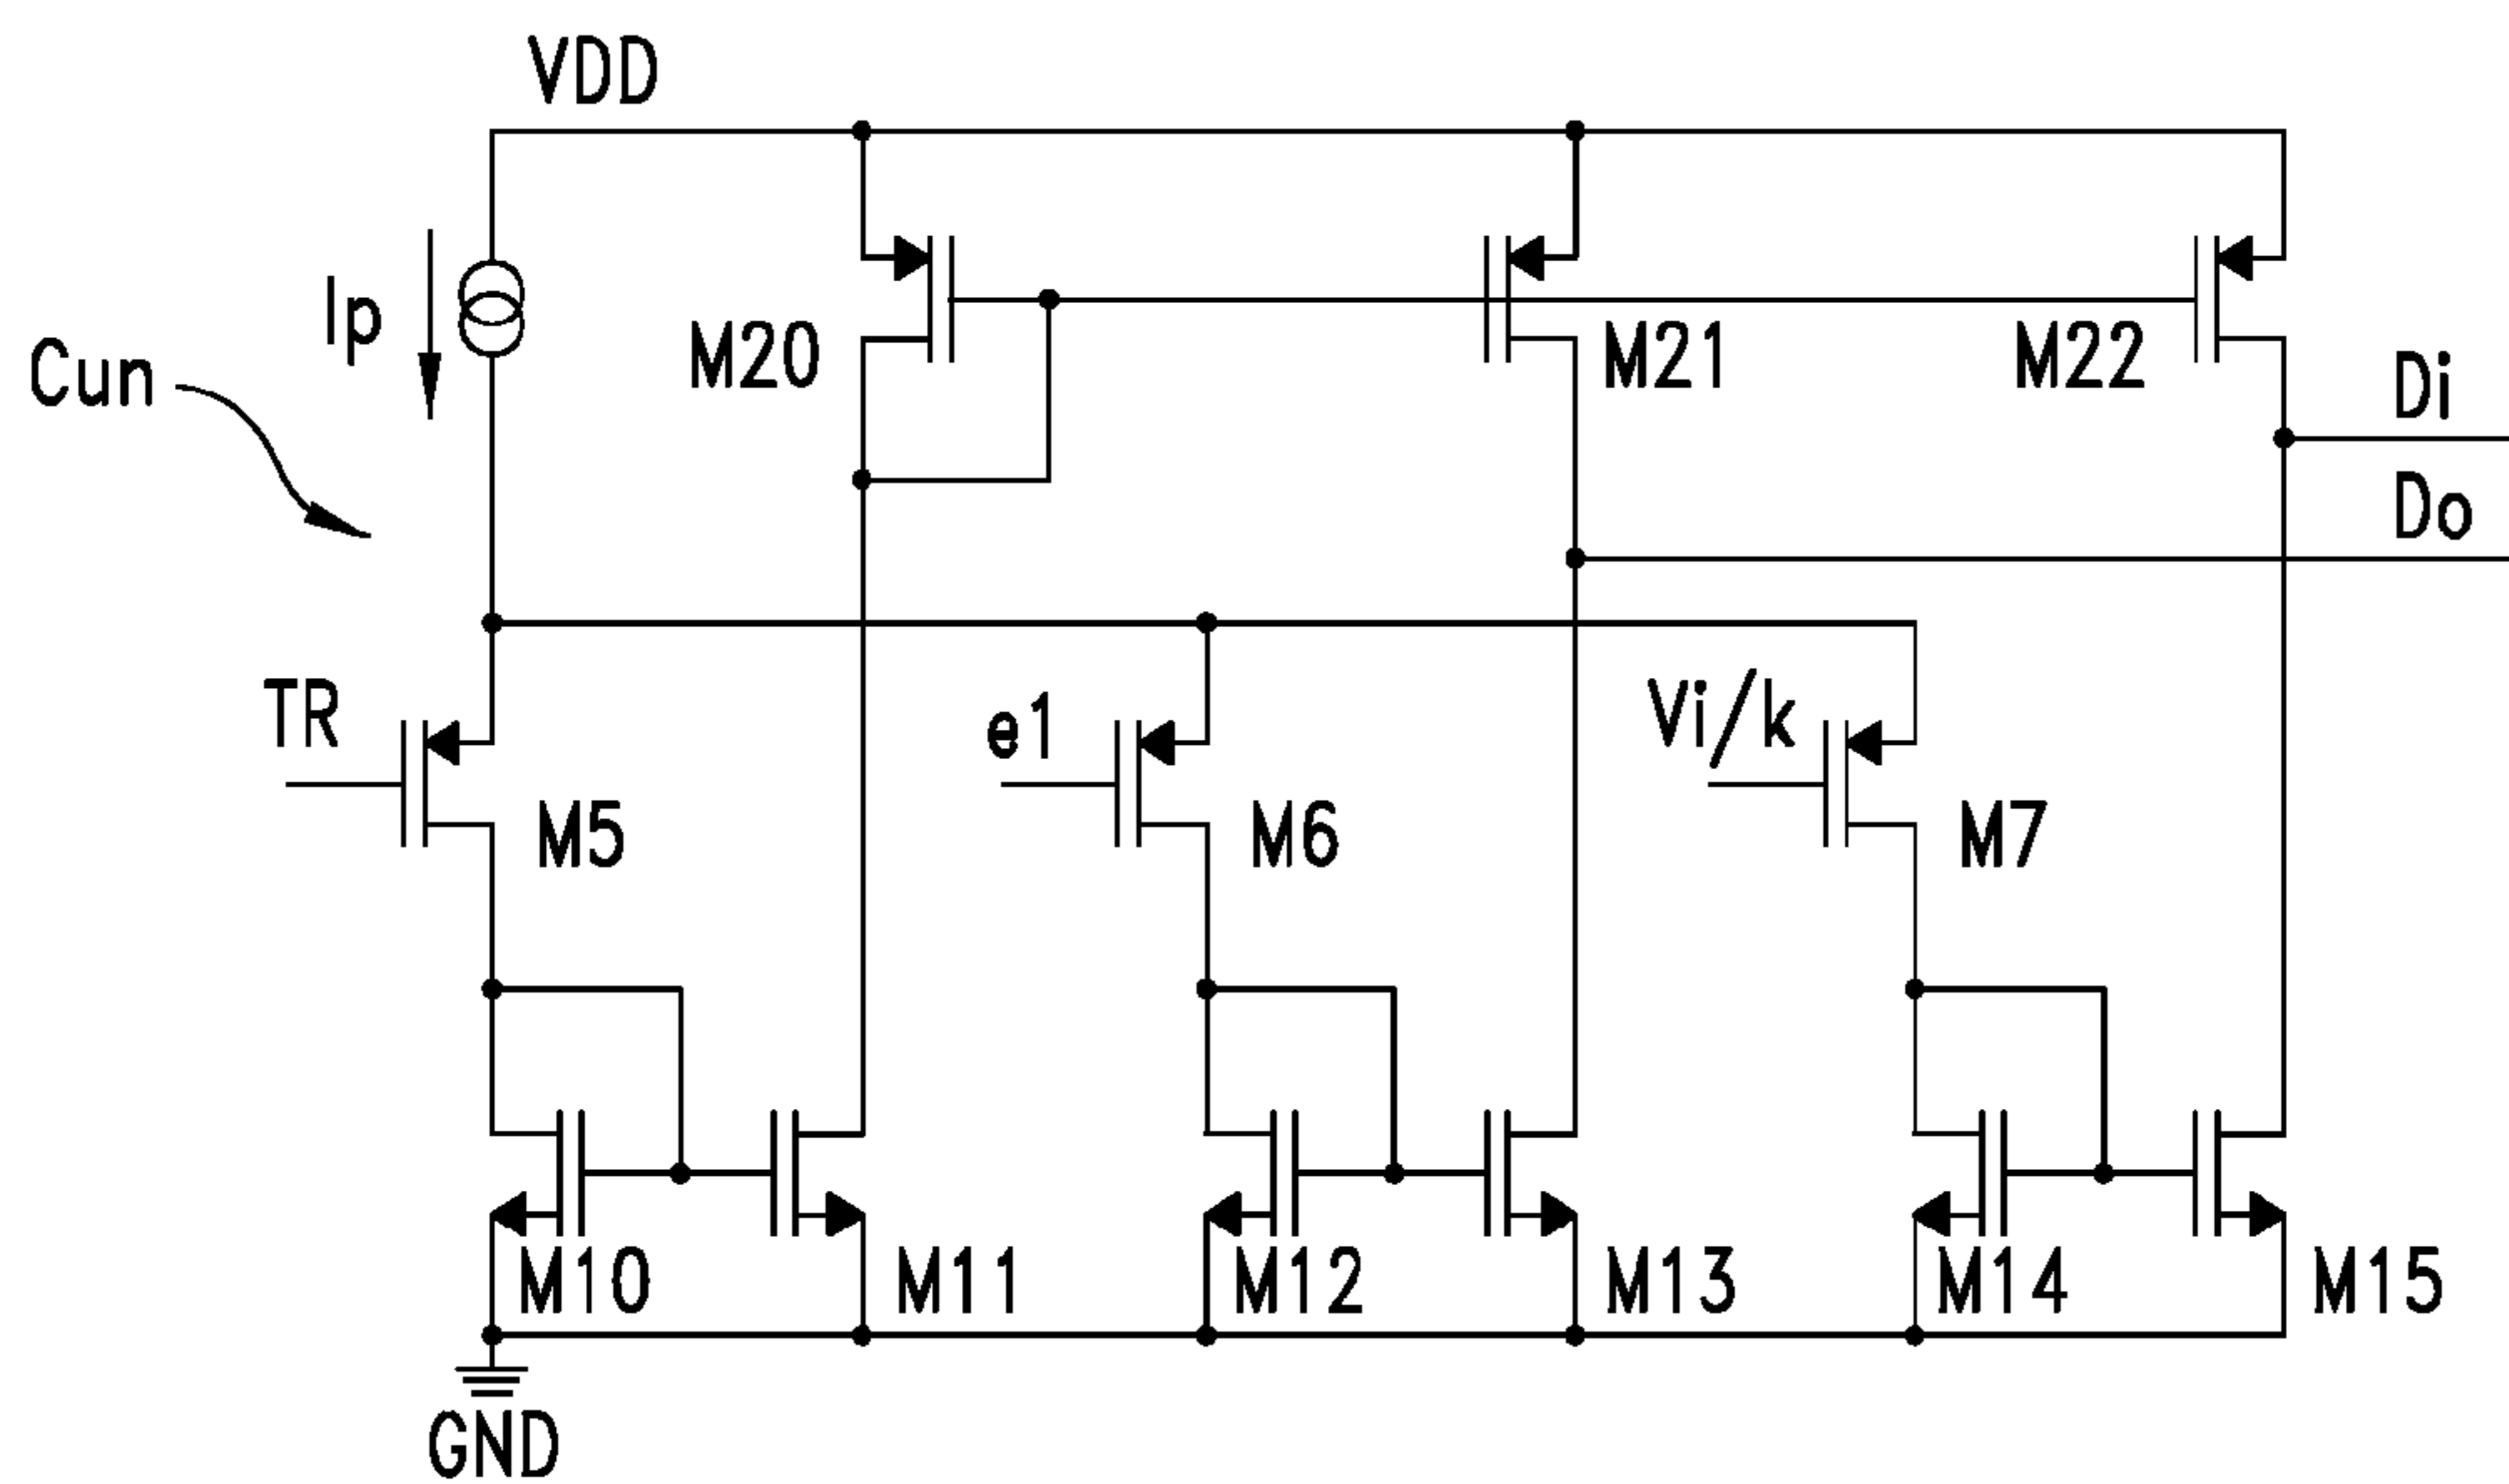 VDD
Ip
Cun
M20
M21
M22
Di
Do
TR
e1
Vi/k
M5
M6
M7
M10
M11
M12
M13
M14
M15
GND